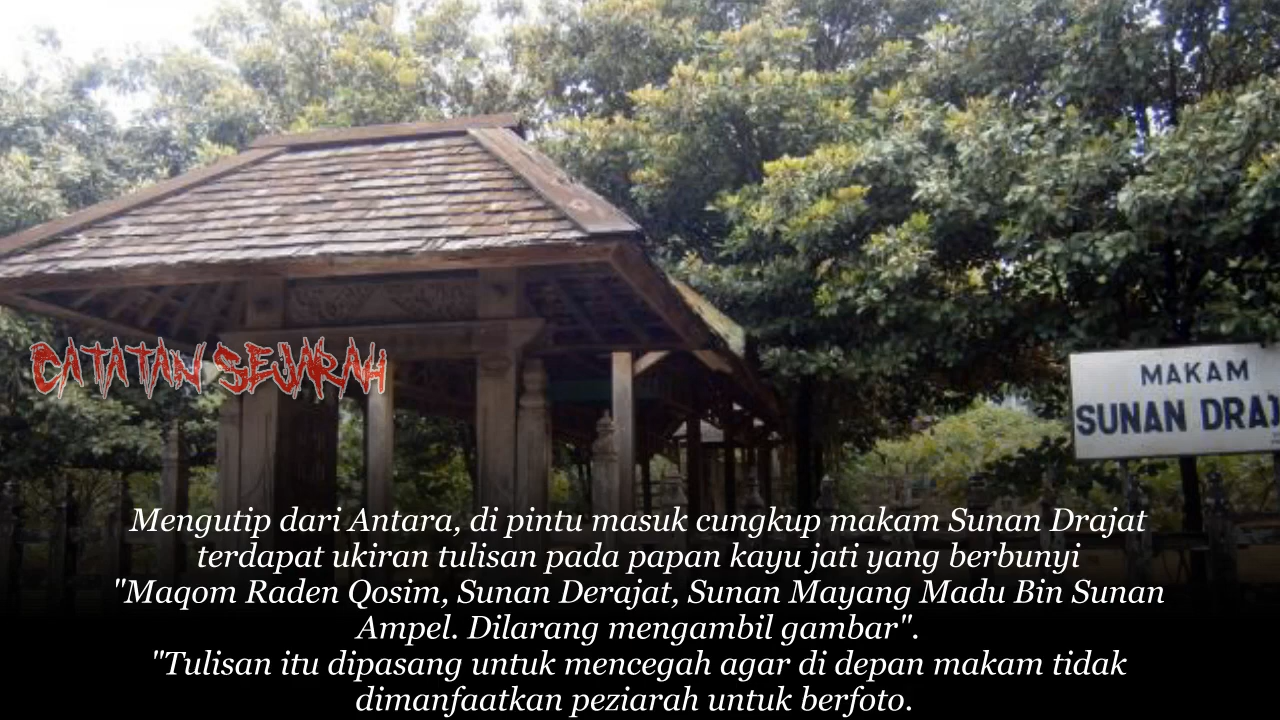 CATATAN SEJARAH
MAKAM
SUNAN DRAJ
Mengutip dari Antara, di pintu masuk cungkup makam Sunan Drajat
terdapat ukiran tulisan pada papan kayu jati yang berbunyi
"Maqom Raden Qosim, Sunan Derajat, Sunan Mayang Madu Bin Sunan
Ampel. Dilarang mengambil gambar".
"Tulisan itu dipasang untuk mencegah agar di depan makam tidak
dimanfaatkan peziarah untuk berfoto.